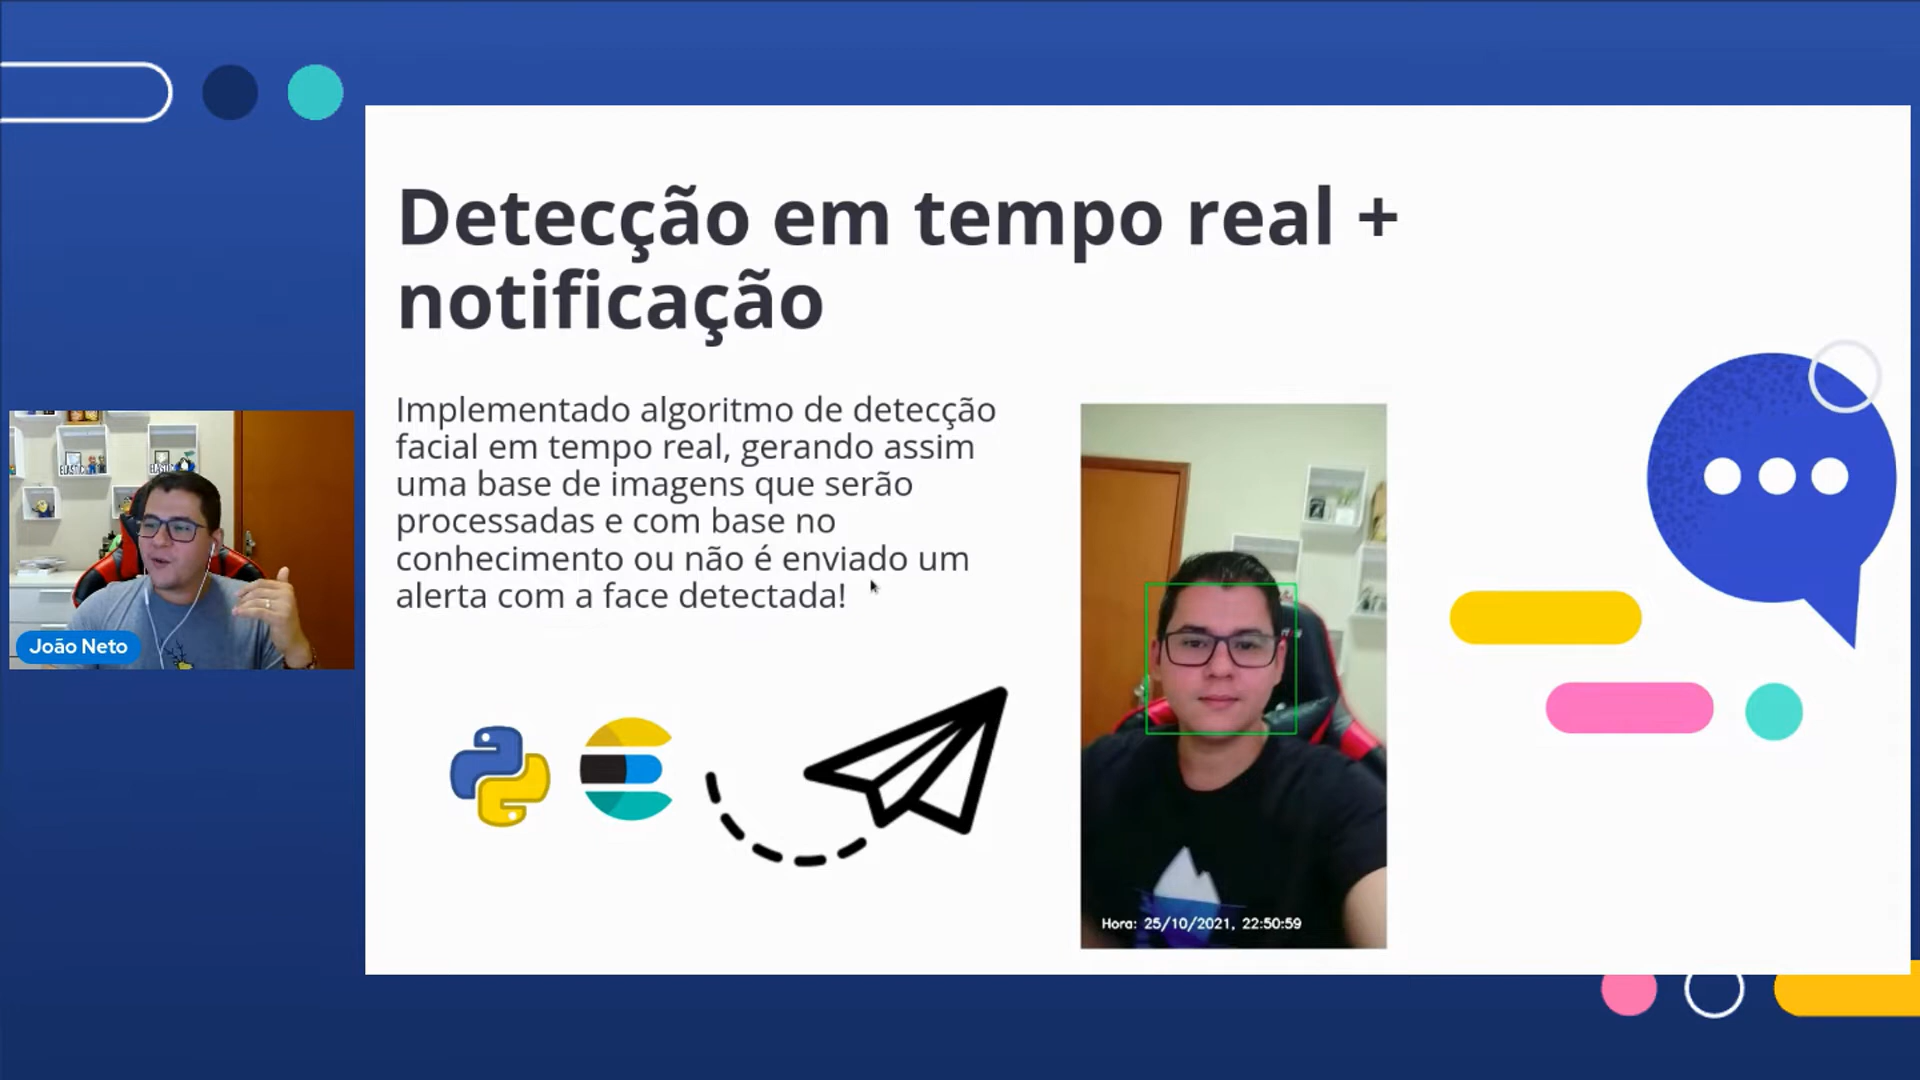 Detecção em tempo real +
notificação
Implementado algoritmo de detecção
facial em tempo real, gerando assim
uma base de imagens que serão
processadas e com base no
conhecimento ou não é enviado um
alerta com a face detectada!
ELASTIC
ELASTIC
João Neto
Hora: 25/10/2021, 22:50:59